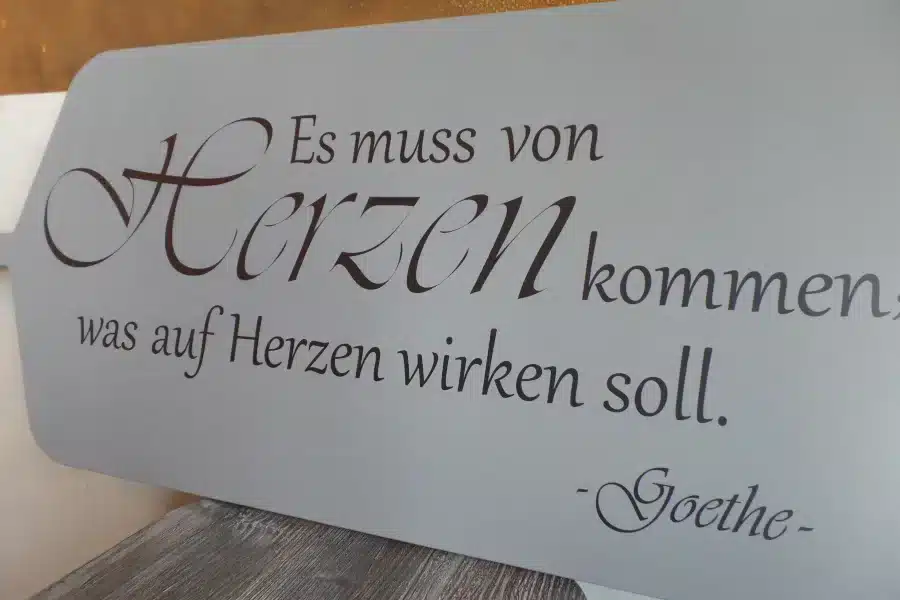 Es muss von
Herzen kommen,
was auf Herzen wirken soll.
-Goethe-